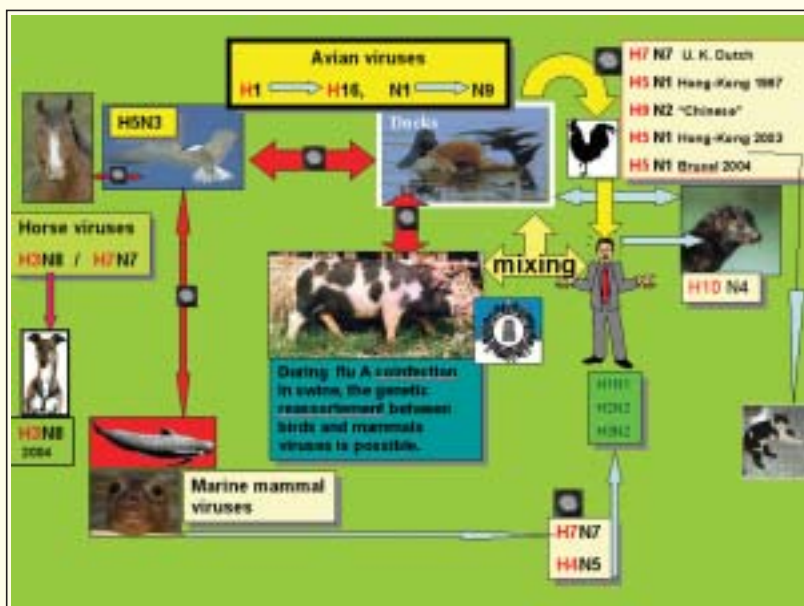 Avian viruses
H1 H16, N1 N9
H7 N7 U. K. Dutch
H5 N1 Hong-Kong 1997
H9 N2 "Chinese"
H5 N1 Hong-Kong 2003
H5 N1 2004
H5N3
Ducks
Horse viruses
H3N8 / H7N7
mixing
H10 N4
During flu A coinfection
in swine, the genetic
reassortement between
birds and mammals
viruses is possible.
H1N1
H2N2
H3N2
H3N8
2004
Marine mammal
viruses
H7N7
H4N5